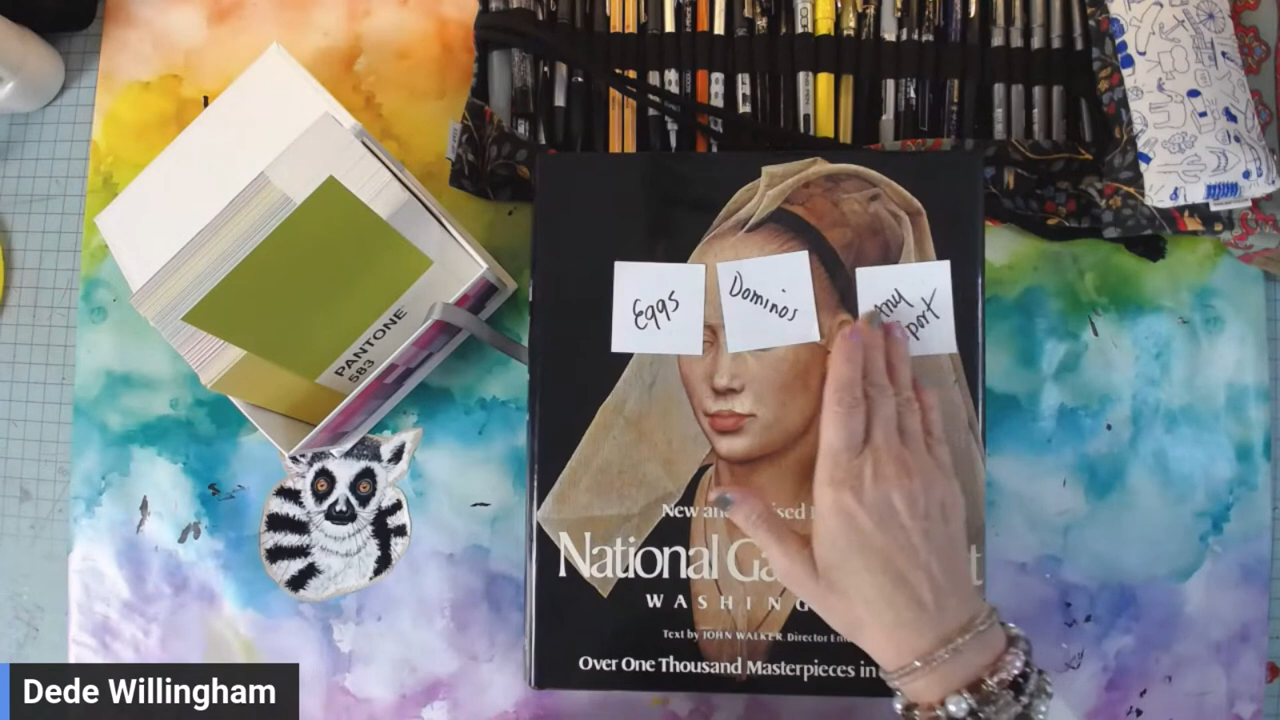 Eggs
Dominos
PANTONE
583
New and
National Ga
WASHING
Text by JOHN WALKER, Director Em
Over One Thousand Masterpieces in
Dede Willingham